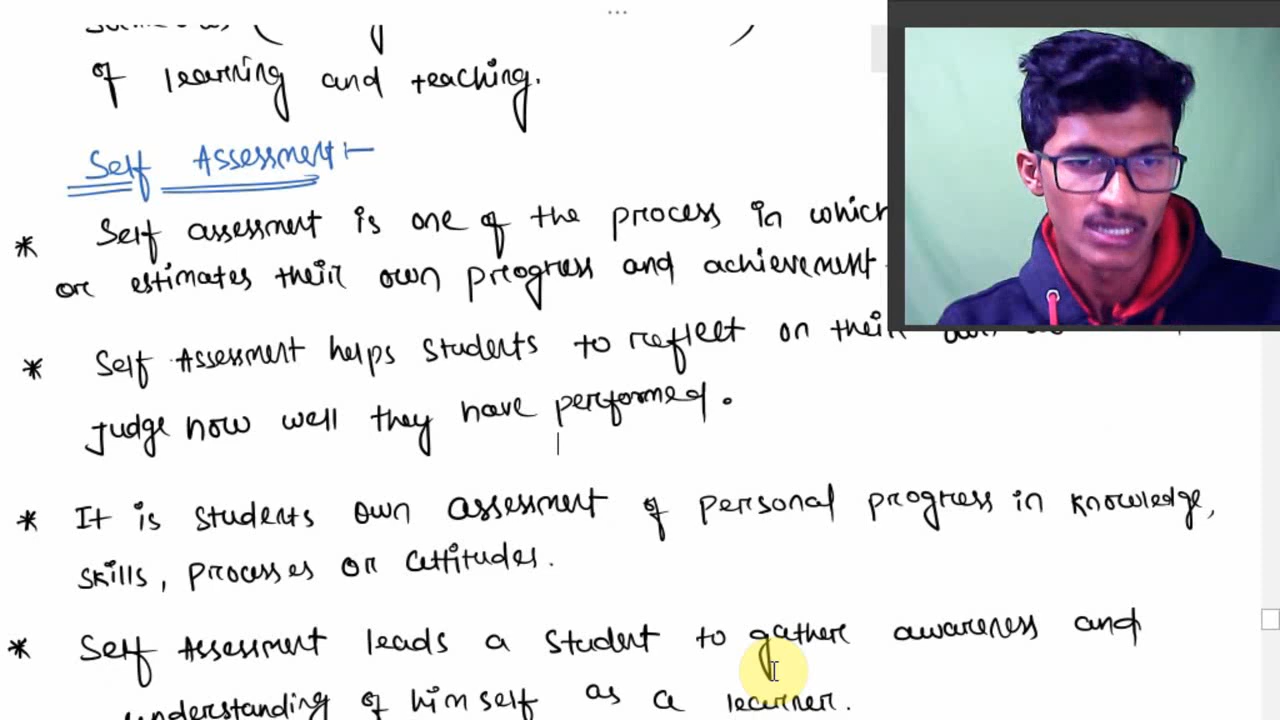 of learning and teaching.
Self Assessment :-
* Self assessment is one of the process in which
or estimates their own progress and achievement
* Self Assessment helps students to reflect on their own
judge how well they have performed.
* It is students own assessment of personal progress in knowledge,
skills, processes or attitudes.
* Self Assessment leads a student to gather awareness and
understanding of himself as a learner.